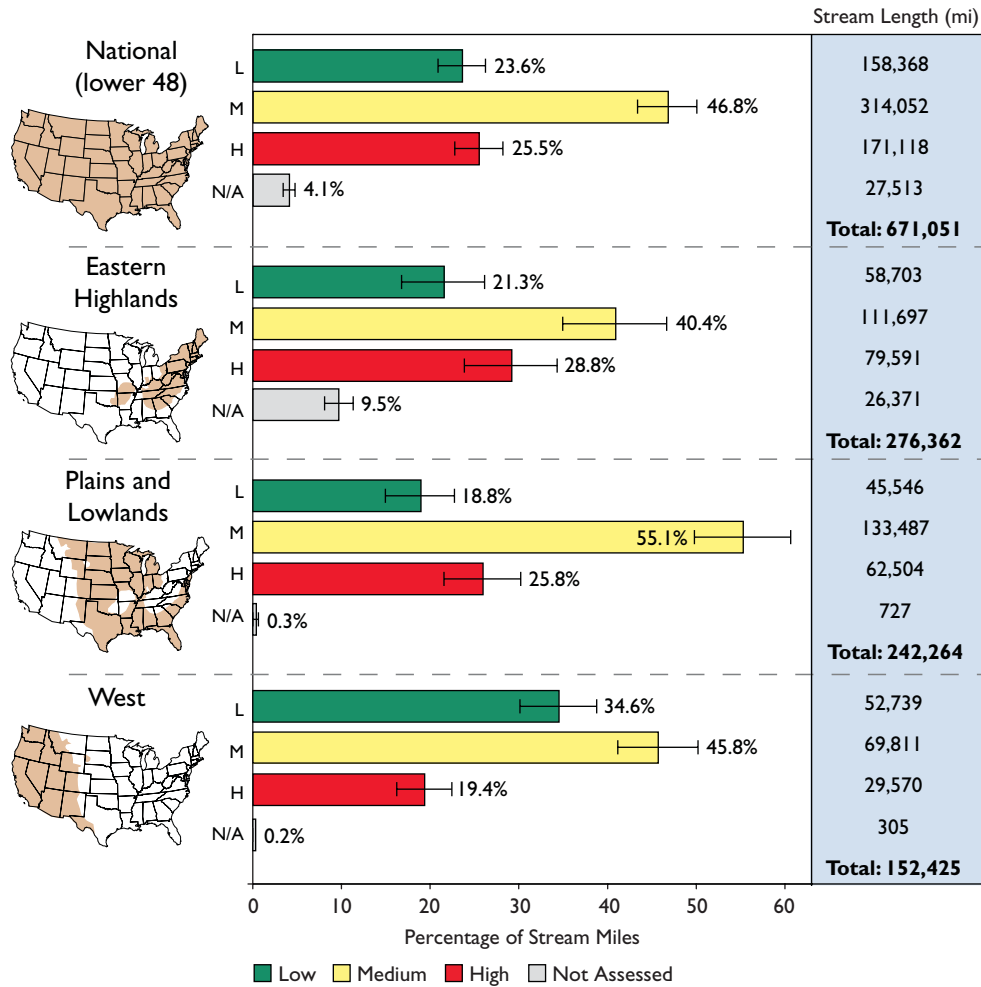 Stream Length (mi)
National
(lower 48)
L 23.6% 158,368
M 46.8% 314,052
H 25.5% 171,118
N/A 4.1% 27,513
Total: 671,051
Eastern
Highlands
L 21.3% 58,703
M 40.4% 111,697
H 28.8% 79,591
N/A 9.5% 26,371
Total: 276,362
Plains and
Lowlands
L 18.8% 45,546
M 55.1% 133,487
H 25.8% 62,504
N/A 0.3% 727
Total: 242,264
West
L 34.6% 52,739
M 45.8% 69,811
H 19.4% 29,570
N/A 0.2% 305
Total: 152,425
0 10 20 30 40 50 60
Percentage of Stream Miles
Low Medium High Not Assessed